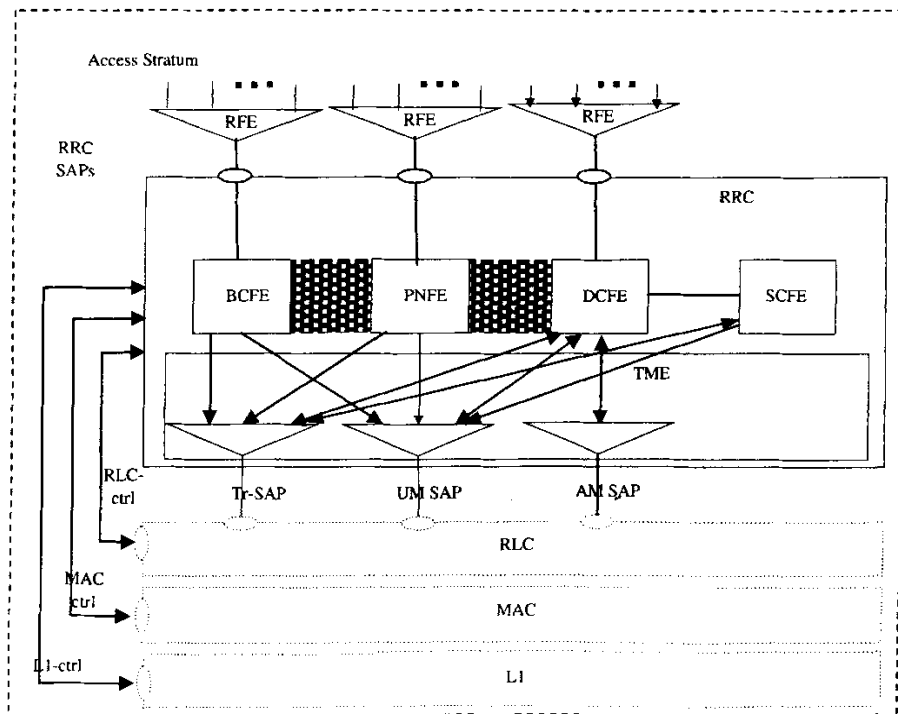 Access Stratum
RFE
RFE
RFE
RRC
SAPs
RRC
BCFE
PNFE
DCFE
SCFE
TME
RLC-
ctrl
Tr-SAP
UM SAP
AM SAP
RLC
MAC
ctrl
MAC
L1-ctrl
L1